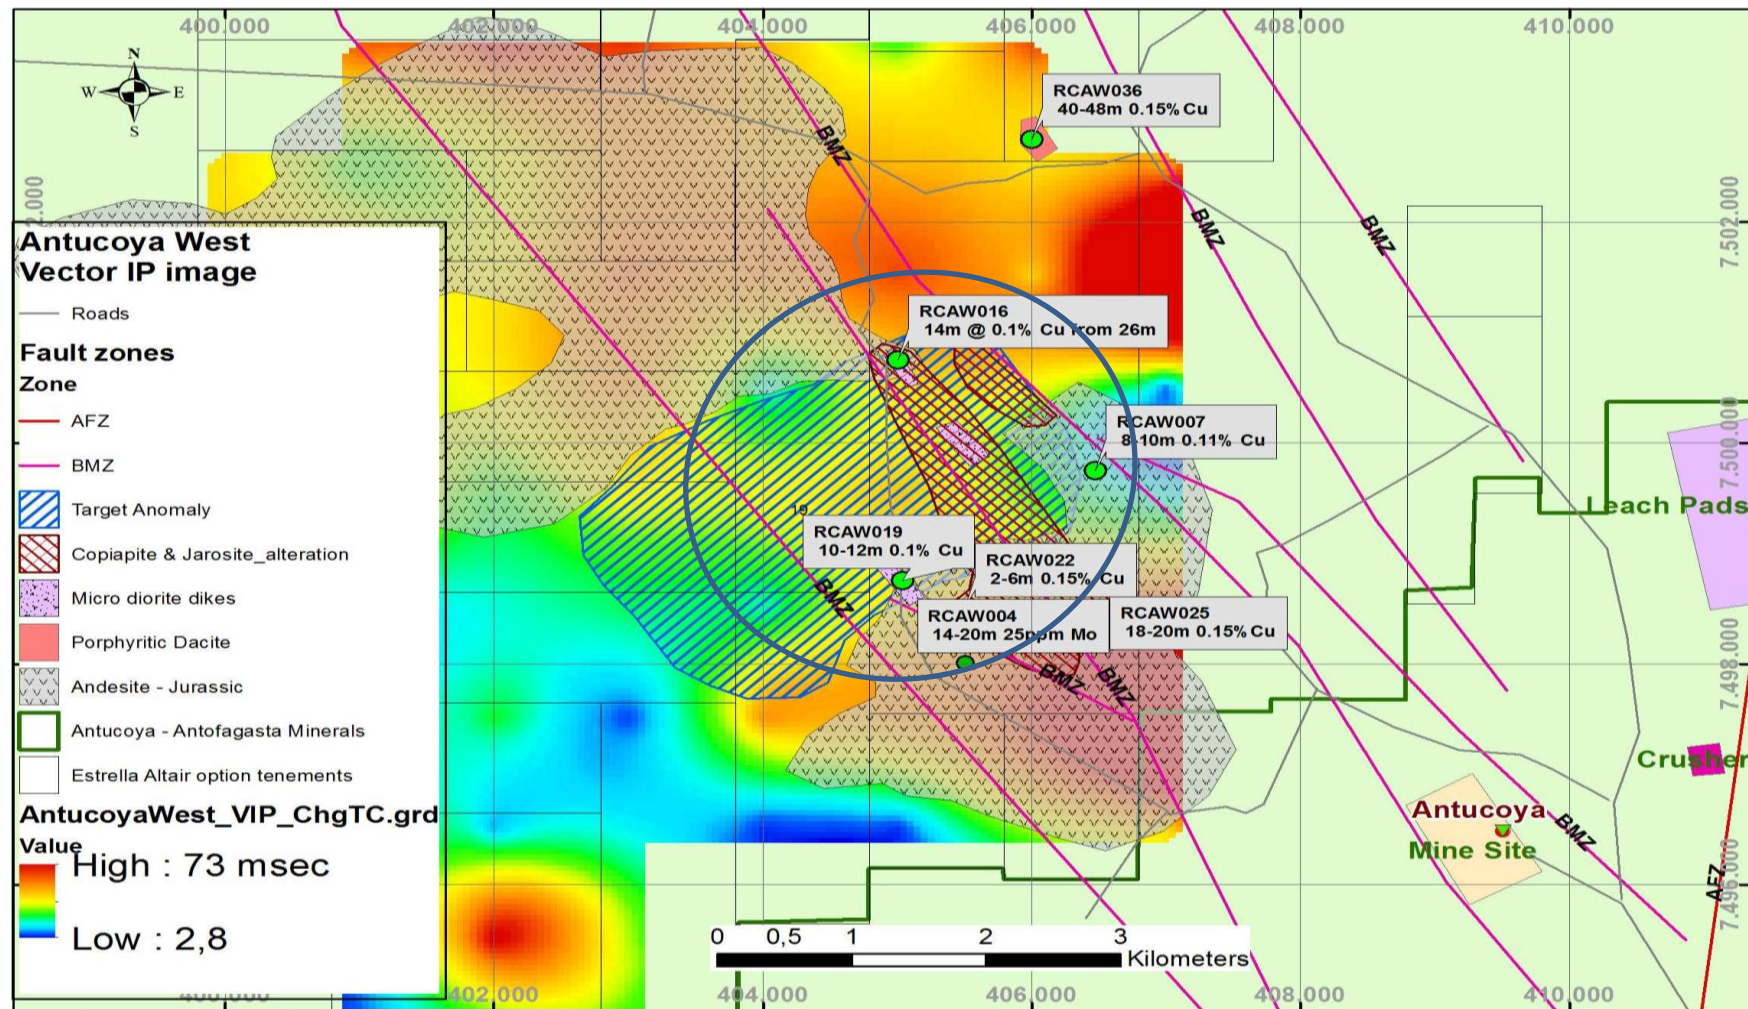 400.000 402.000 404.000 406.000 408.000 410.000
N
W E
S
RCAW036
40-48m 0.15% Cu
BMZ
BMZ
BMZ
7.502.000
Antucoya West
Vector IP image
Roads
Fault zones
Zone
AFZ
BMZ
Target Anomaly
Copiapite & Jarosite_alteration
Micro diorite dikes
Porphyritic Dacite
Andesite - Jurassic
Antucoya - Antofagasta Minerals
Estrella Altair option tenements
AntucoyaWest_VIP_ChgTC.grd
Value
High : 73 msec
Low : 2,8
RCAW016
14m @ 0.1% Cu from 26m
RCAW007
8-10m 0.11% Cu
7.500.000
Leach Pads
19
RCAW019
10-12m 0.1% Cu
RCAW022
2-6m 0.15% Cu
BMZ
RCAW004
14-20m 25ppm Mo
RCAW025
18-20m 0.15% Cu
BMZ
BMZ
7.498.000
Crusher
Antucoya
Mine Site
BMZ
AFZ
7.496.000
0 0,5 1 2 3
Kilometers
402.000 404.000 406.000 408.000 410.000